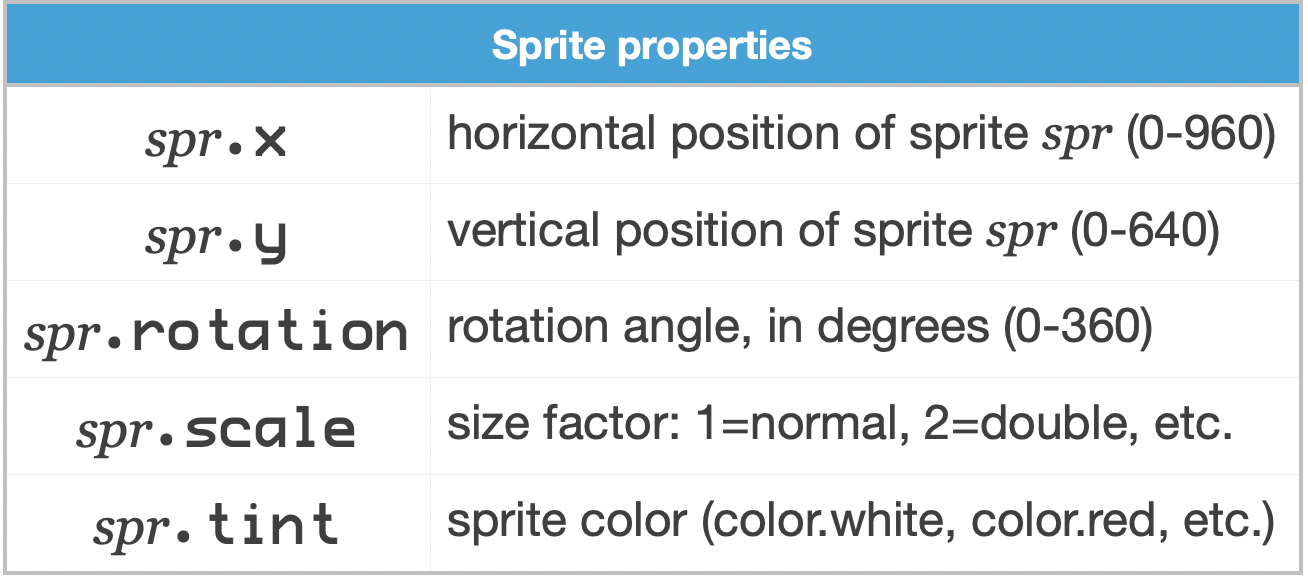 Sprite properties
spr.x horizontal position of sprite spr (0-960)
spr.y vertical position of sprite spr (0-640)
spr.rotation rotation angle, in degrees (0-360)
spr.scale size factor: 1=normal, 2=double, etc.
spr.tint sprite color (color.white, color.red, etc.)